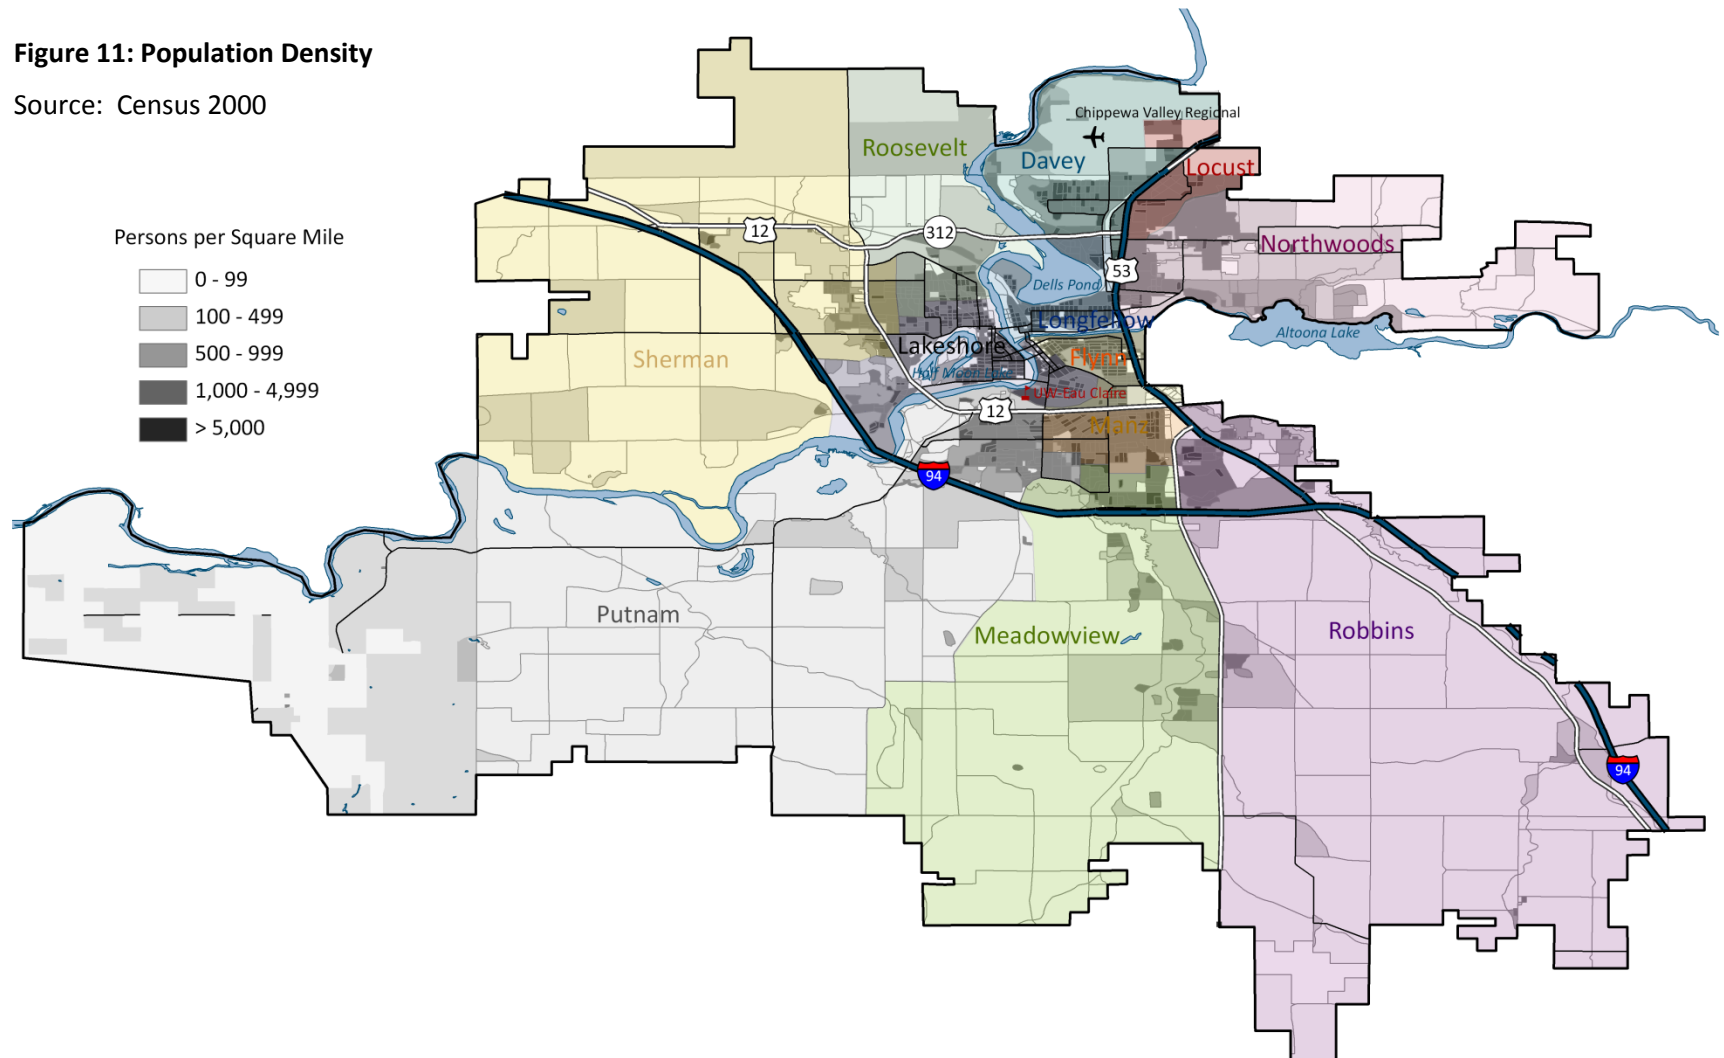 Figure 11: Population Density
Source: Census 2000
Persons per Square Mile
0 - 99
100 - 499
500 - 999
1,000 - 4,999
> 5,000
Chippewa Valley Regional
Roosevelt
Davey
Locust
12
312
Northwoods
53
Dells Pond
Longfellow
Altoona Lake
Lakeshore
Flynn
Sherman
Half Moon Lake
UW-Eau Claire
12
Manz
94
Putnam
Meadowview
Robbins
94